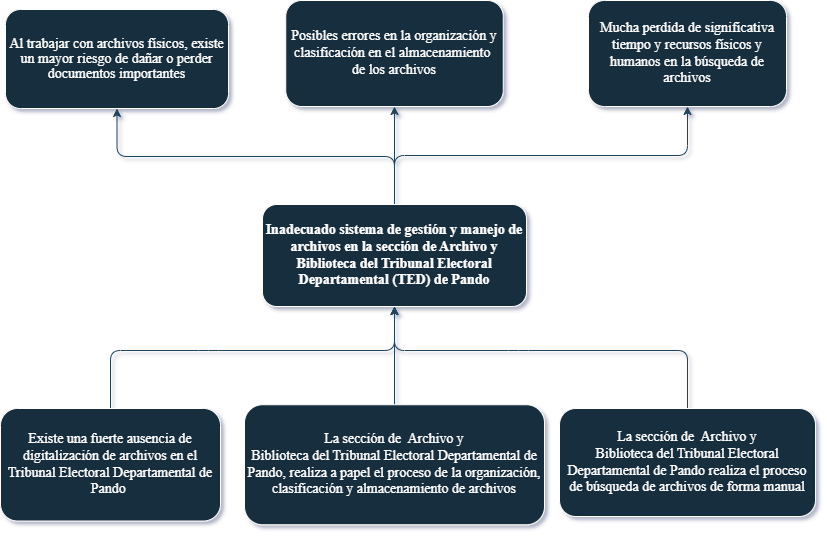 Al trabajar con archivos físicos, existe
un mayor riesgo de dañar o perder
documentos importantes
Posibles errores en la organización y
clasificación en el almacenamiento
de los archivos
Mucha perdida de significativa
tiempo y recursos físicos y
humanos en la búsqueda de
archivos
Inadecuado sistema de gestión y manejo de
archivos en la sección de Archivo y
Biblioteca del Tribunal Electoral
Departamental (TED) de Pando
Existe una fuerte ausencia de
digitalización de archivos en el
Tribunal Electoral Departamental de
Pando
La sección de Archivo y
Biblioteca del Tribunal Electoral Departamental de
Pando, realiza a papel el proceso de la organización,
clasificación y almacenamiento de archivos
La sección de Archivo y
Biblioteca del Tribunal Electoral
Departamental de Pando realiza el proceso
de búsqueda de archivos de forma manual